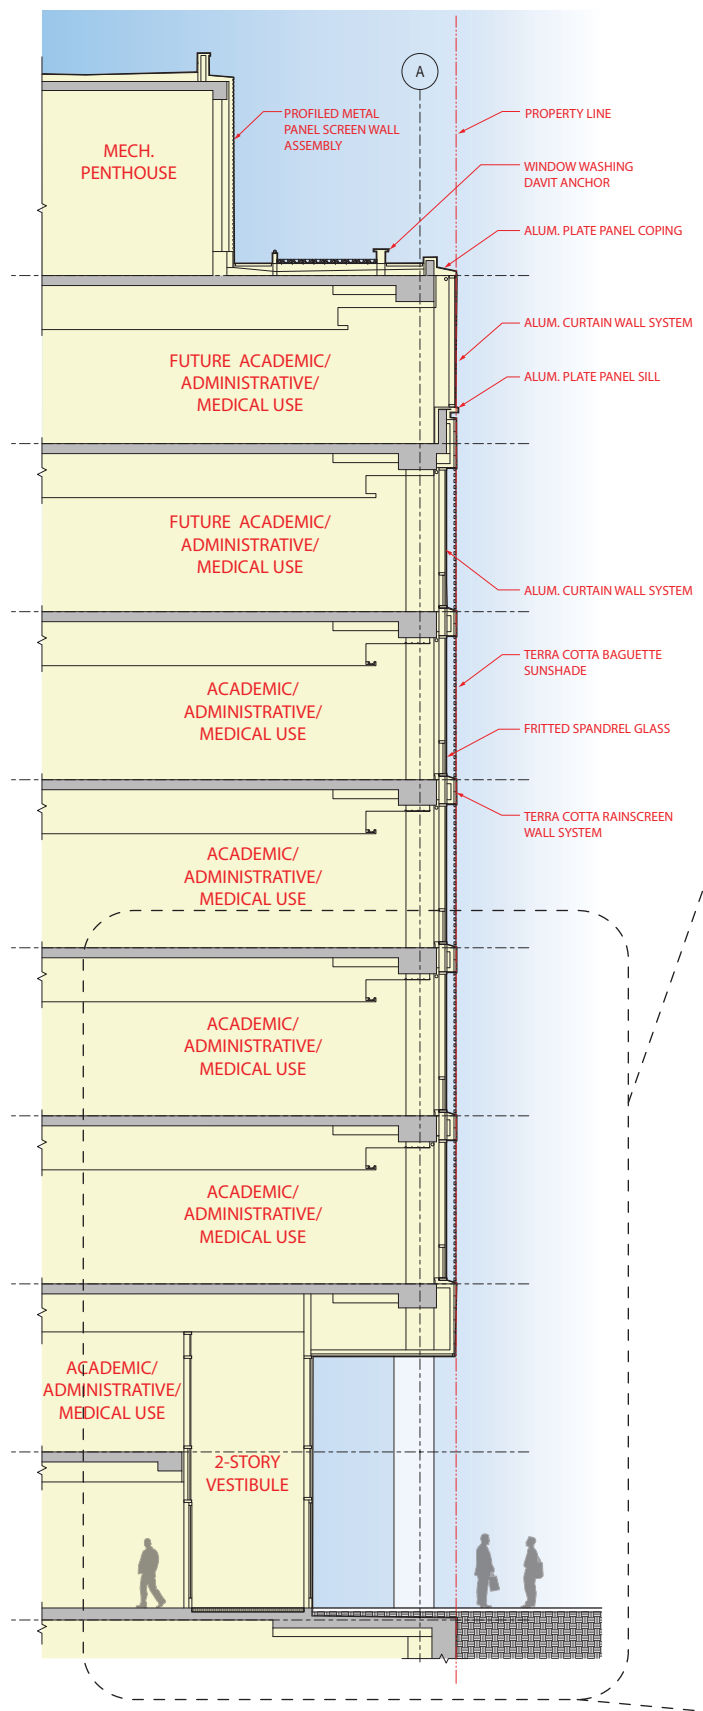 A
PROFILED METAL
PANEL SCREEN WALL
ASSEMBLY
PROPERTY LINE
MECH.
PENTHOUSE
WINDOW WASHING
DAVIT ANCHOR
ALUM. PLATE PANEL COPING
ALUM. CURTAIN WALL SYSTEM
FUTURE ACADEMIC/
ADMINISTRATIVE/
MEDICAL USE
ALUM. PLATE PANEL SILL
FUTURE ACADEMIC/
ADMINISTRATIVE/
MEDICAL USE
ALUM. CURTAIN WALL SYSTEM
TERRA COTTA BAGUETTE
SUNSHADE
ACADEMIC/
ADMINISTRATIVE/
MEDICAL USE
FRITTED SPANDREL GLASS
TERRA COTTA RAINSCREEN
WALL SYSTEM
ACADEMIC/
ADMINISTRATIVE/
MEDICAL USE
ACADEMIC/
ADMINISTRATIVE/
MEDICAL USE
ACADEMIC/
ADMINISTRATIVE/
MEDICAL USE
ACADEMIC/
ADMINISTRATIVE/
MEDICAL USE
2-STORY
VESTIBULE